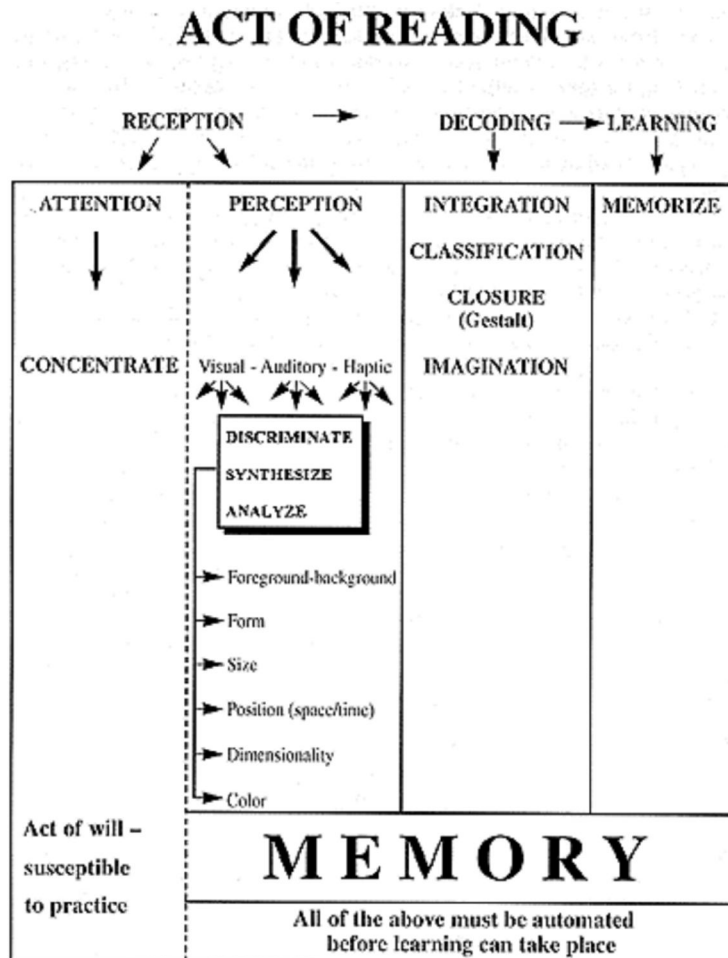 ACT OF READING
RECEPTION
DECODING
LEARNING
ATTENTION
PERCEPTION
INTEGRATION
MEMORIZE
CLASSIFICATION
CLOSURE
(Gestalt)
CONCENTRATE
Visual - Auditory - Haptic
IMAGINATION
DISCRIMINATE
SYNTHESIZE
ANALYZE
Foreground-background
Form
Size
Position (space/time)
Dimensionality
Color
Act of will –
susceptible
to practice
MEMORY
All of the above must be automated
before learning can take place